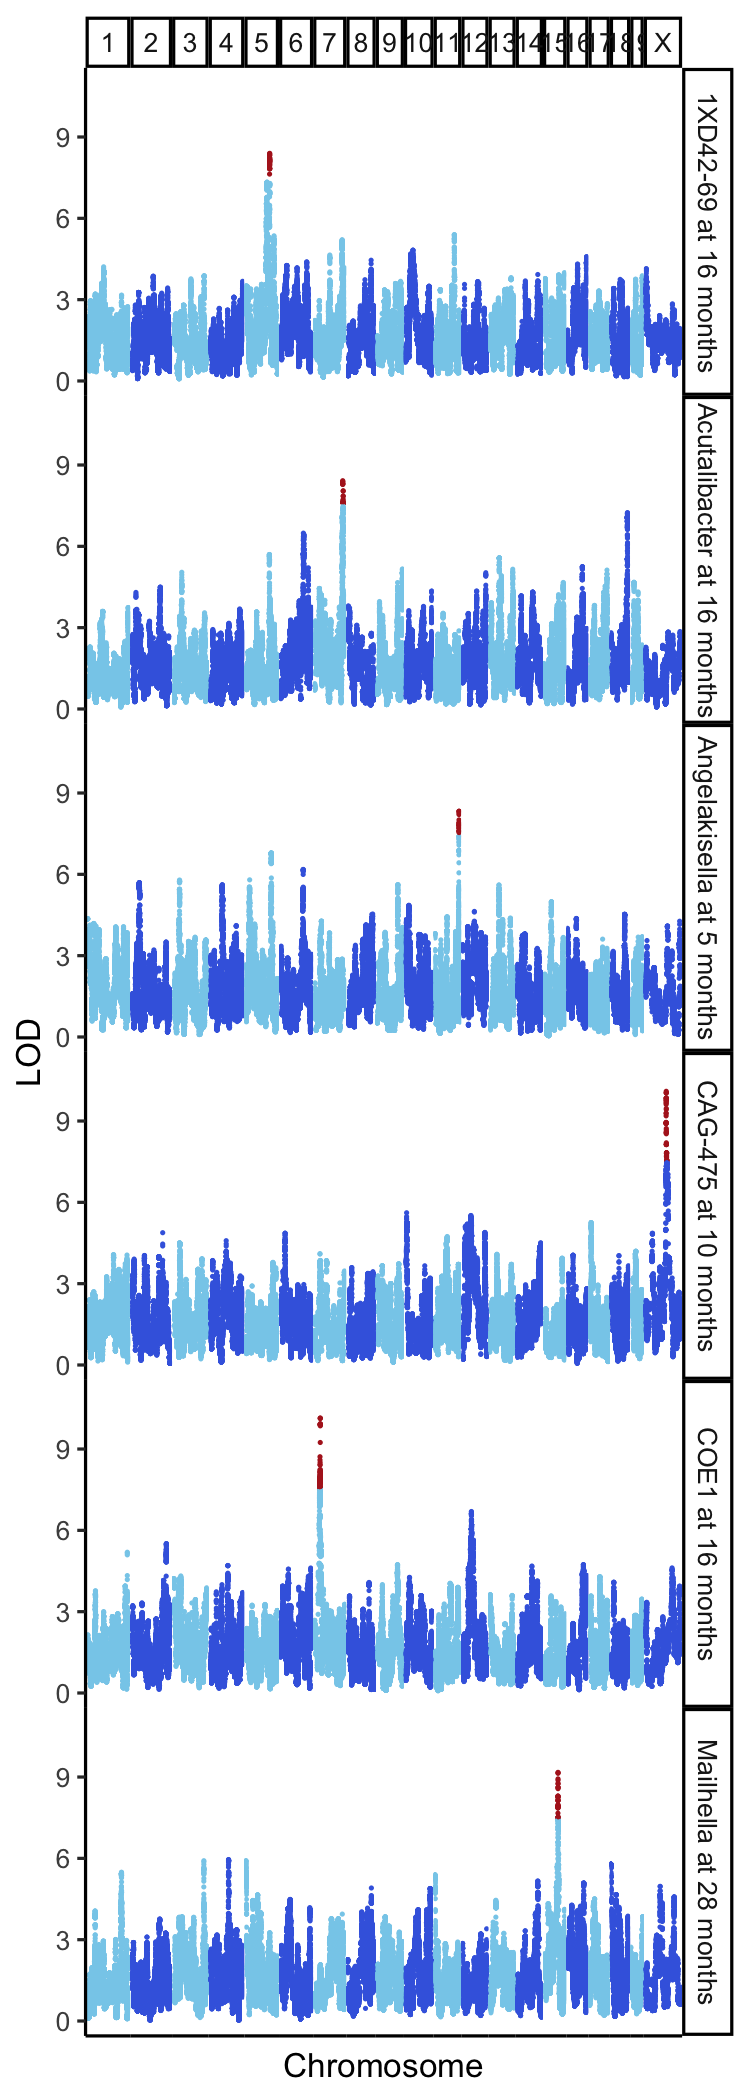 1 2 3 4 5 6 7 8 9 10 11 12 13 14 15 16 17 18 X
1XD42-69 at 16 months
9
6
3
0
Acutalibacter at 16 months
9
6
3
0
Angelakisella at 5 months
9
6
3
0
LOD
CAG-475 at 10 months
9
6
3
0
COE1 at 16 months
9
6
3
0
Mailhella at 28 months
9
6
3
0
Chromosome